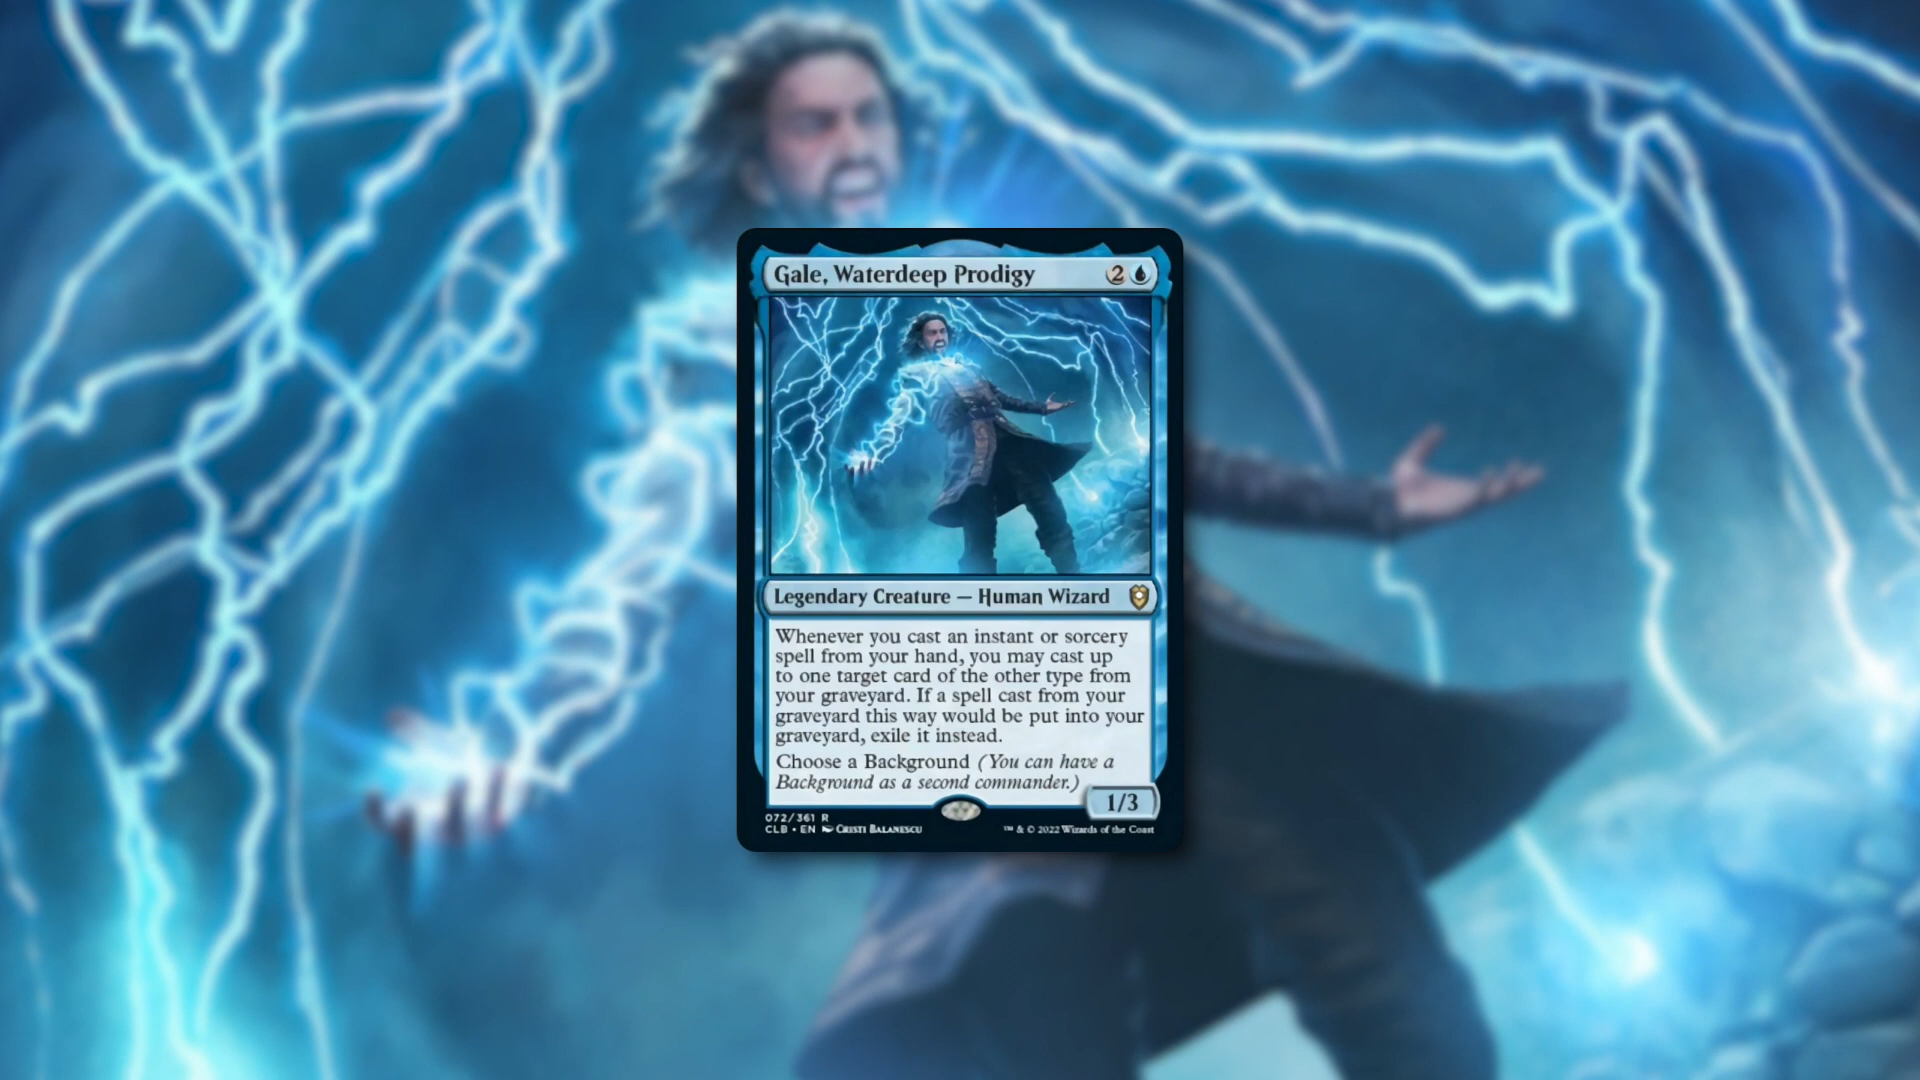 Gale, Waterdeep Prodigy 2
Legendary Creature — Human Wizard
Whenever you cast an instant or sorcery
spell from your hand, you may cast up
to one target card of the other type from
your graveyard. If a spell cast from your
graveyard this way would be put into your
graveyard, exile it instead.
Choose a Background (You can have a
Background as a second commander.)
1/3
072/361 R
CLB • EN Cristi Balanescu
™ & © 2022 Wizards of the Coast